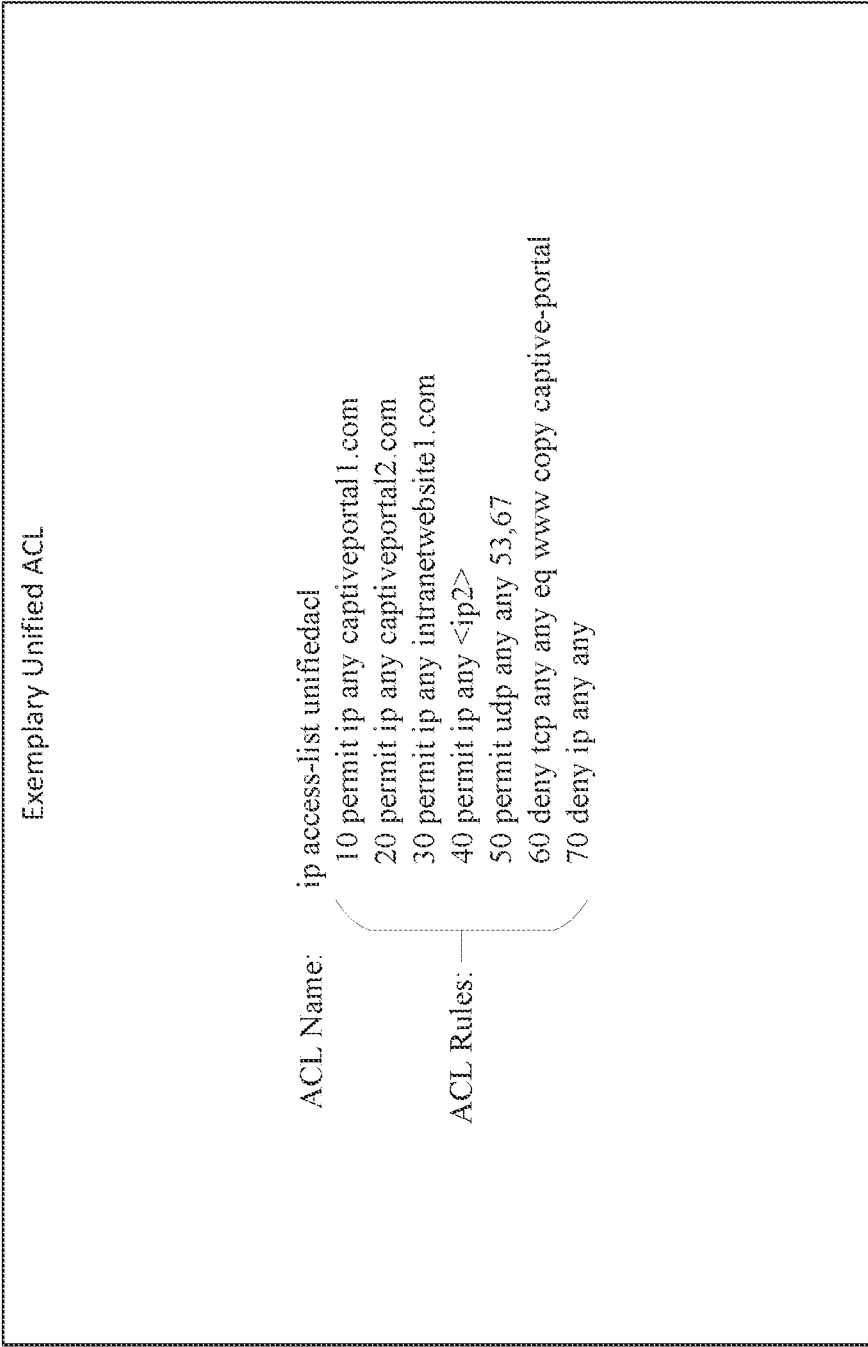 Exemplary Unified ACL
ACL Name: ip access-list unifiedacl
ACL Rules:
10 permit ip any captiveportal1.com
20 permit ip any captiveportal2.com
30 permit ip any intranetwebsite1.com
40 permit ip any <ip2>
50 permit udp any any 53,67
60 deny tcp any any eq www copy captive-portal
70 deny ip any any